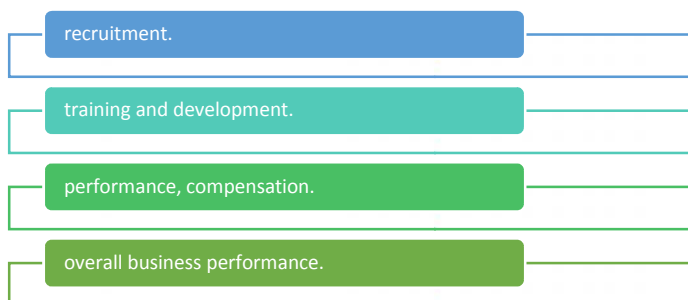 recruitment.
training and development.
performance, compensation.
overall business performance.